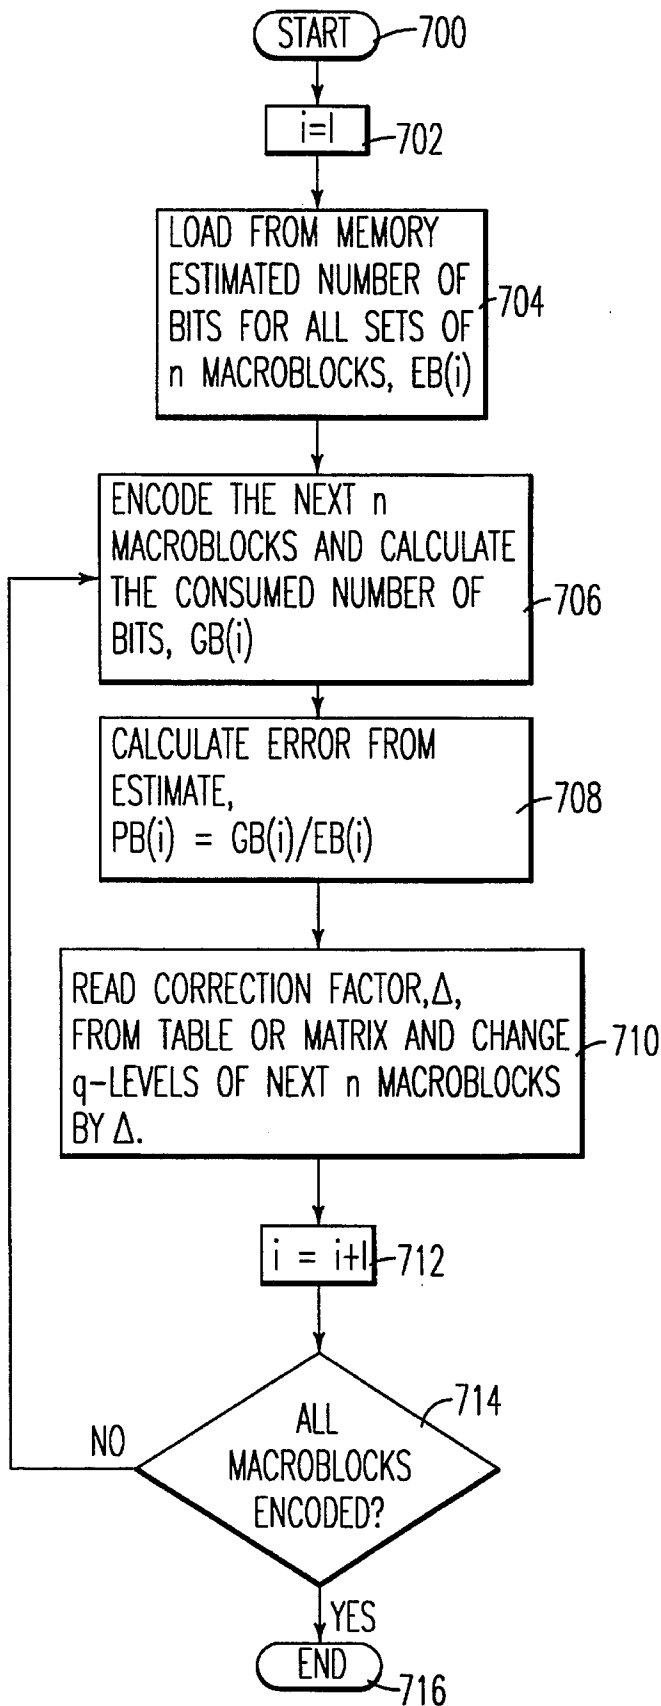 START
700
i=1
702
LOAD FROM MEMORY
ESTIMATED NUMBER OF
BITS FOR ALL SETS OF
n MACROBLOCKS, EB(i)
704
ENCODE THE NEXT n
MACROBLOCKS AND CALCULATE
THE CONSUMED NUMBER OF
BITS, GB(i)
706
CALCULATE ERROR FROM
ESTIMATE,
PB(i) = GB(i)/EB(i)
708
READ CORRECTION FACTOR,Δ,
FROM TABLE OR MATRIX AND CHANGE
q-LEVELS OF NEXT n MACROBLOCKS
BY Δ.
710
i = i+1
712
ALL
MACROBLOCKS
ENCODED?
714
NO
YES
END
716